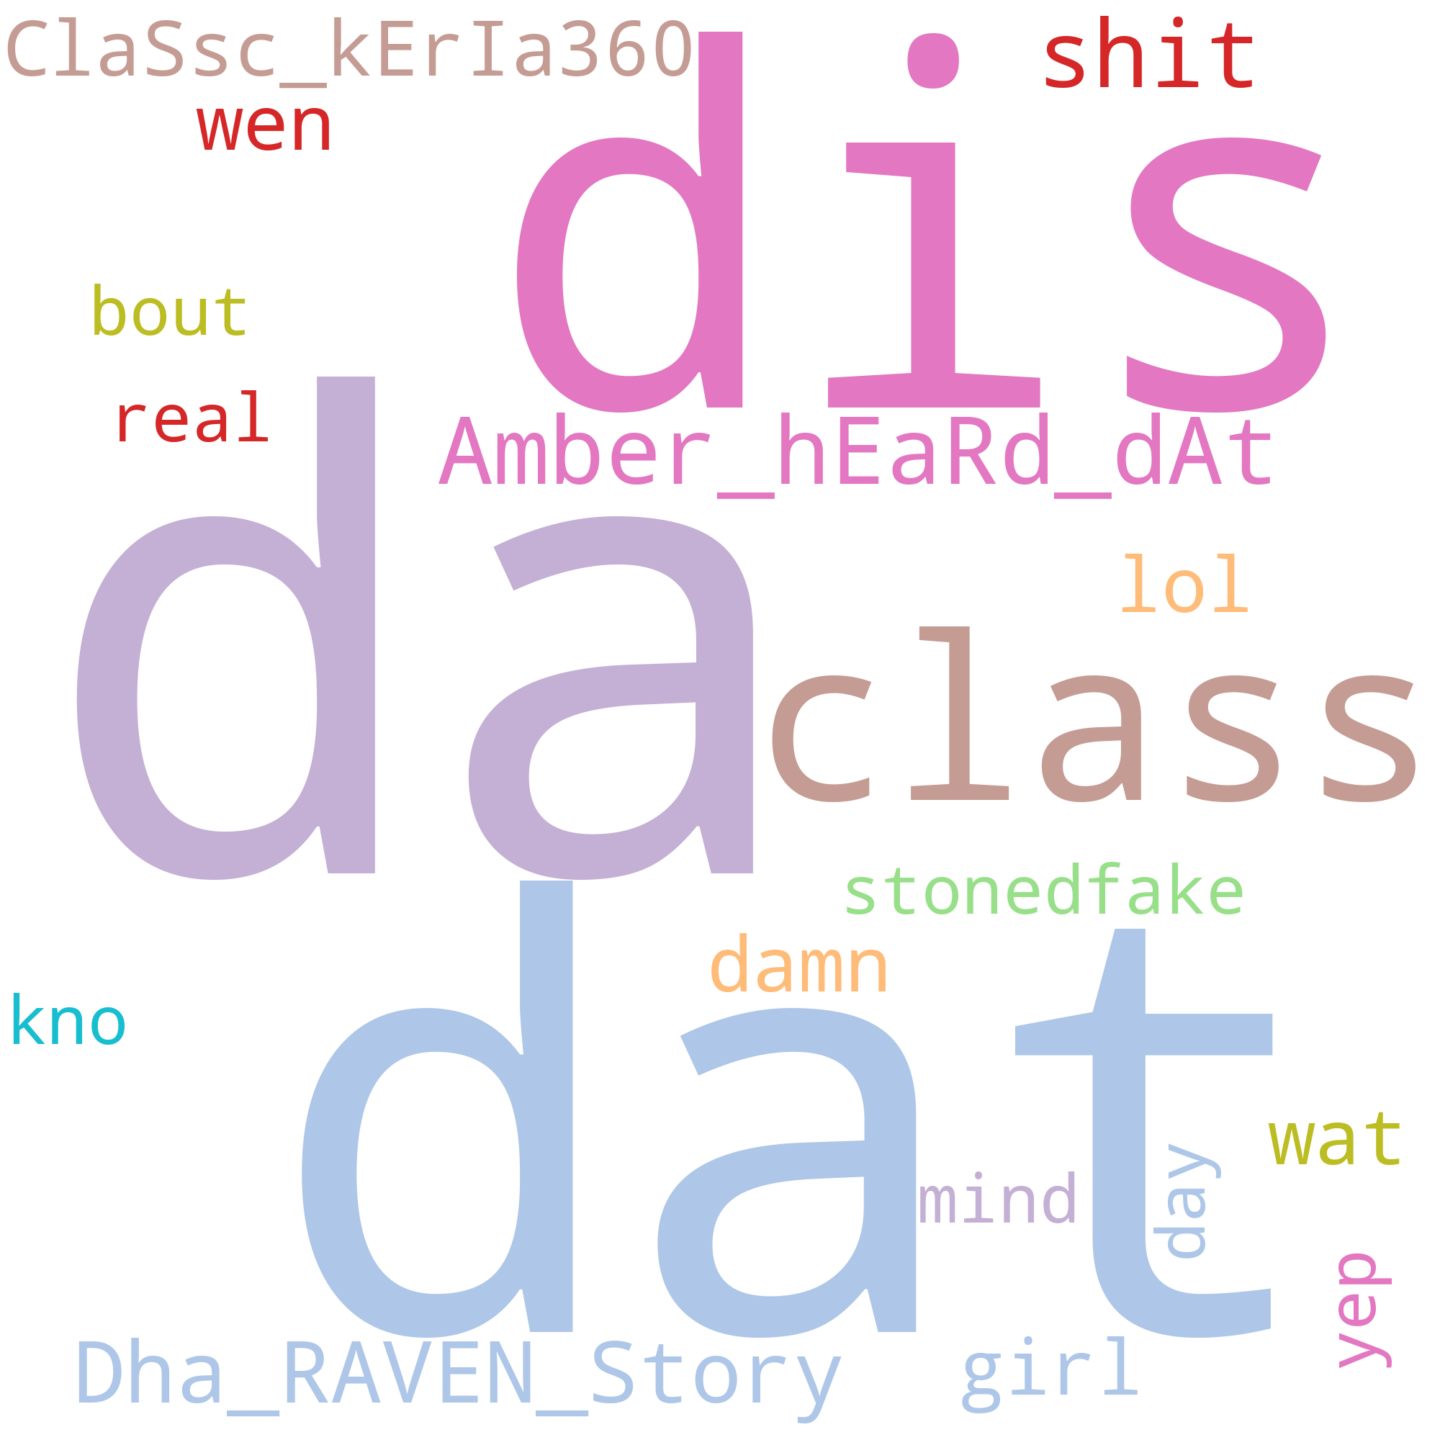 ClaSsc_kErIa360
dis
shit
wen
bout
real
Amber_hEaRd_dAt
da
lol
class
stonedfake
damn
dat
kno
wat
mind
day
yep
Dha_RAVEN_Story
girl